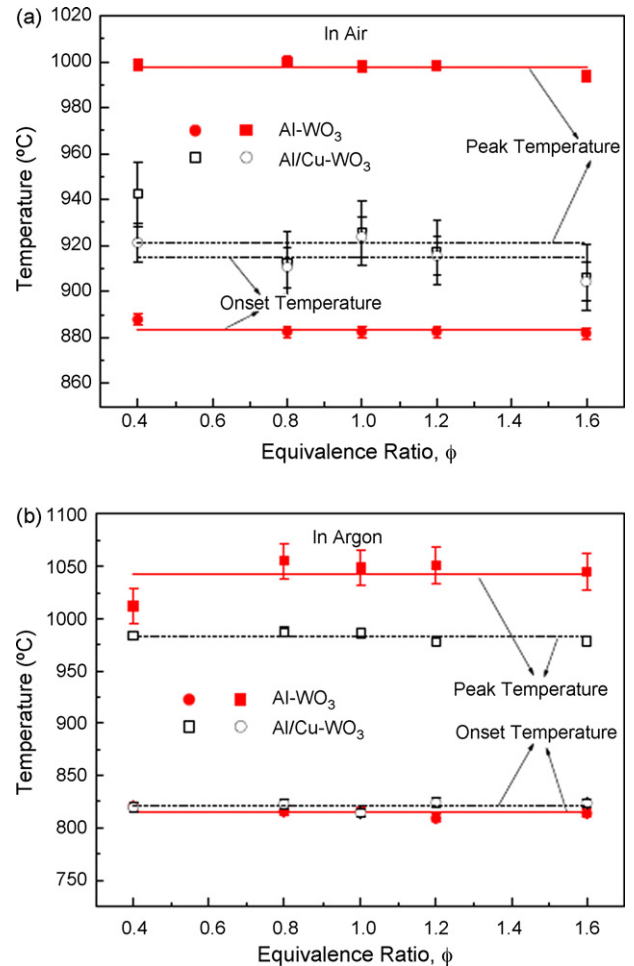 (a)
In Air
1020
1000
980
960
940
920
900
880
860
Temperature (ºC)
Al-WO₃
Al/Cu-WO₃
Peak Temperature
Onset Temperature
0.4 0.6 0.8 1.0 1.2 1.4 1.6
Equivalence Ratio, ϕ
(b)
In Argon
1100
1050
1000
950
900
850
800
750
Temperature (ºC)
Al-WO₃
Al/Cu-WO₃
Peak Temperature
Onset Temperature
0.4 0.6 0.8 1.0 1.2 1.4 1.6
Equivalence Ratio, ϕ